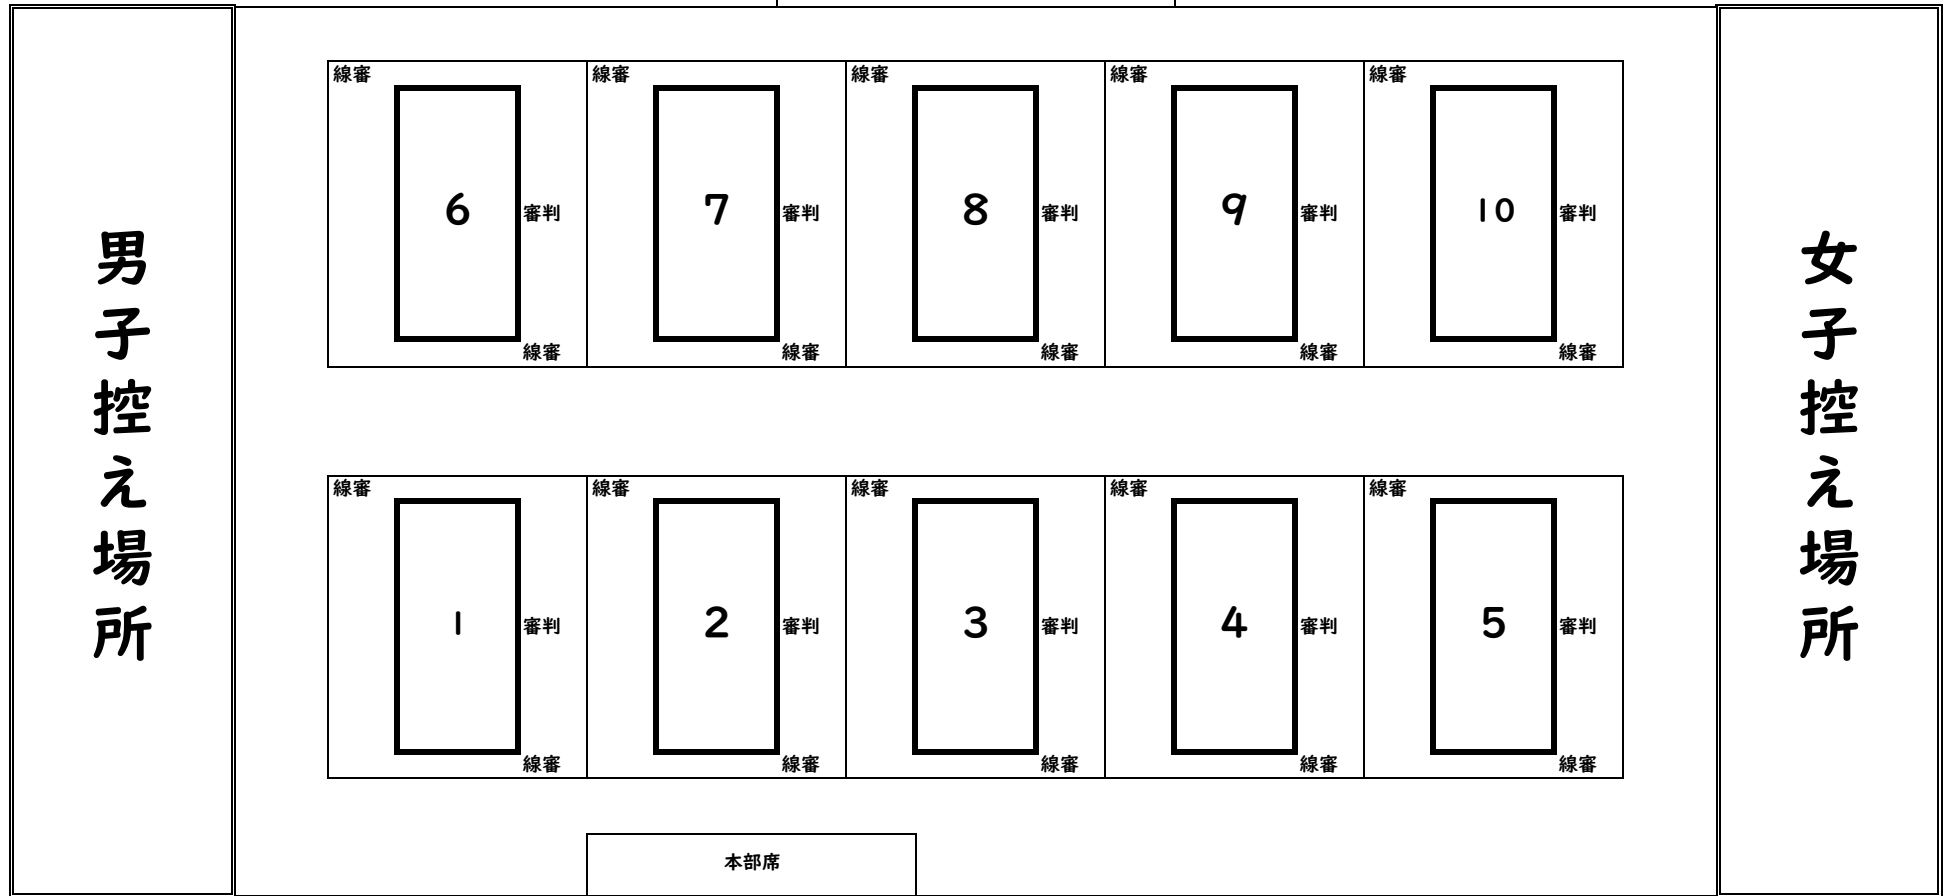 男子控え場所
線審 線審 線審 線審 線審
6 審判 7 審判 8 審判 9 審判 10 審判
線審 線審 線審 線審 線審
線審 線審 線審 線審 線審
1 審判 2 審判 3 審判 4 審判 5 審判
線審 線審 線審 線審 線審
本部席
女子控え場所